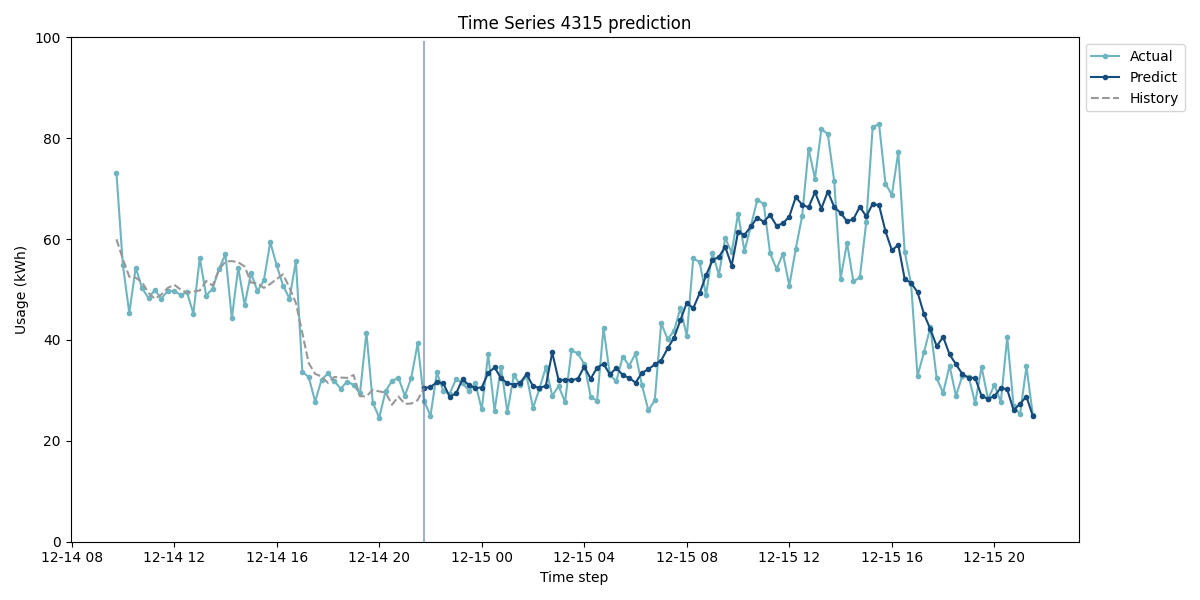 Time Series 4315 prediction
100
80
60
40
20
0
Usage (kWh)
12-14 08
12-14 12
12-14 16
12-14 20
12-15 00
12-15 04
12-15 08
12-15 12
12-15 16
12-15 20
Time step
Actual
Predict
History